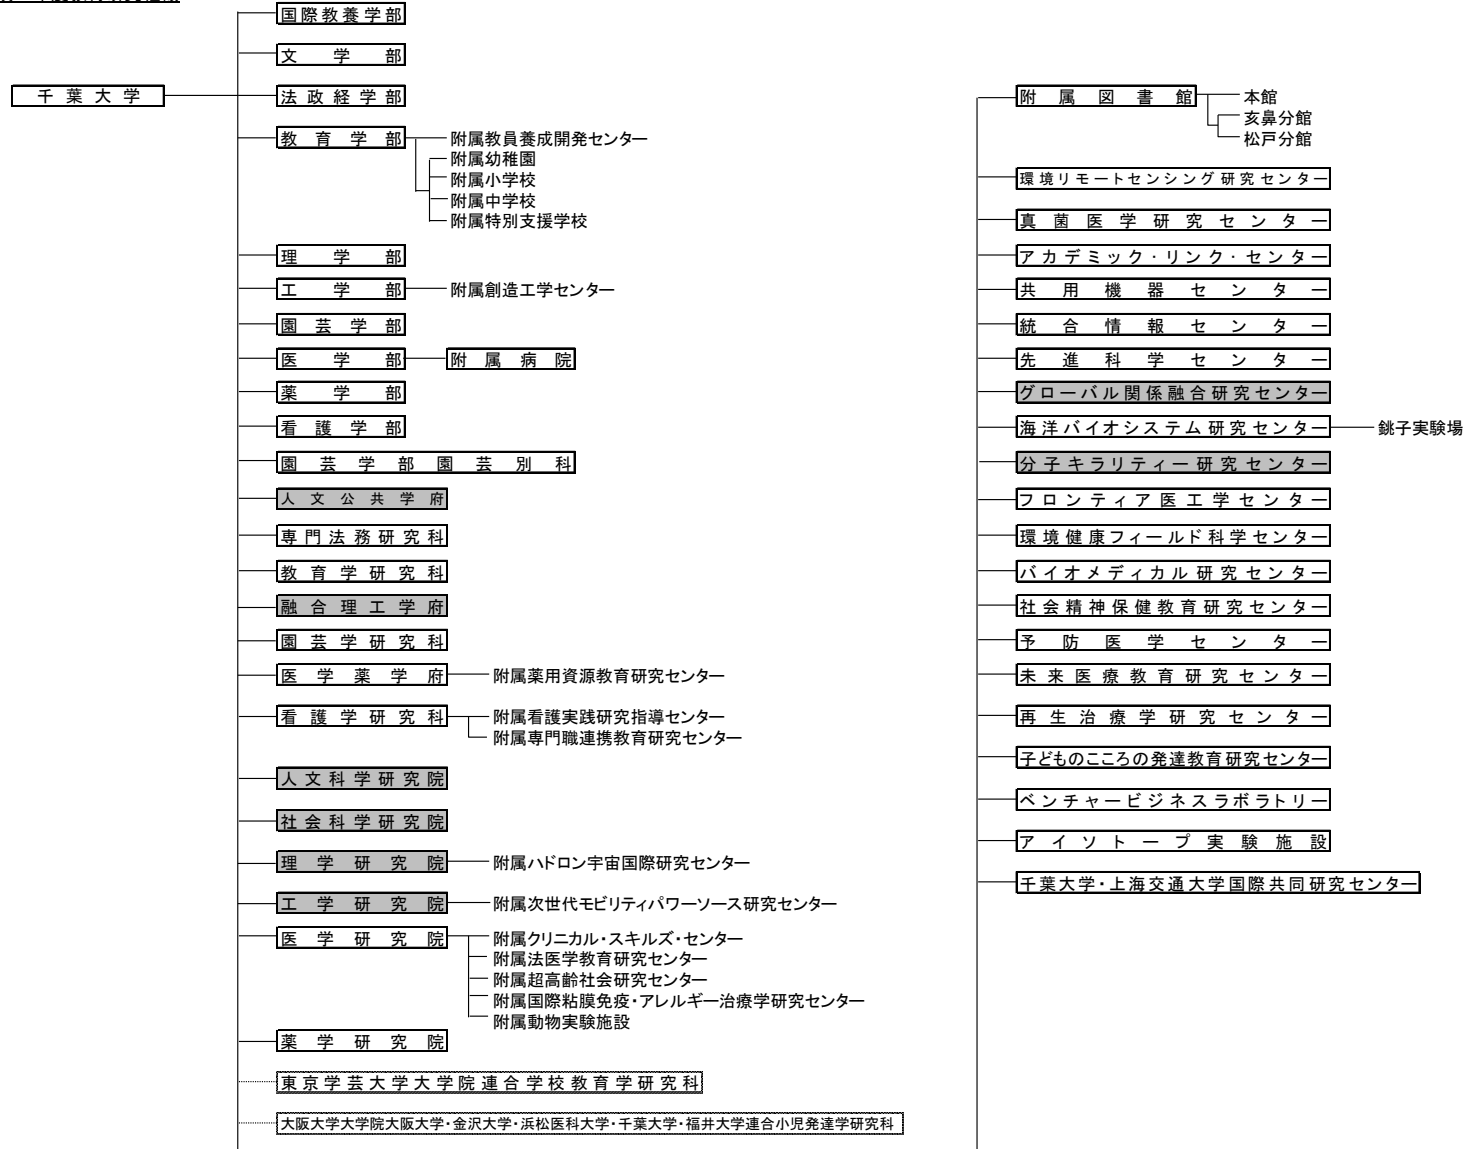 国際教養学部
文学部
千葉大学
法政経学部
教育学部
附属教員養成開発センター
附属幼稚園
附属小学校
附属中学校
附属特別支援学校
理学部
工学部
附属創造工学センター
園芸学部
医学部
附属病院
薬学部
看護学部
園芸学部園芸別科
人文公共学府
専門法務研究科
教育学研究科
融合理工学府
園芸学研究科
医学薬学府
附属薬用資源教育研究センター
看護学研究科
附属看護実践研究指導センター
附属専門職連携教育研究センター
人文科学研究院
社会科学研究院
理学研究院
附属ハドロン宇宙国際研究センター
工学研究院
附属次世代モビリティパワーソース研究センター
医学研究院
附属クリニカル・スキルズ・センター
附属法医学教育研究センター
附属超高齢社会研究センター
附属国際粘膜免疫・アレルギー治療学研究センター
附属動物実験施設
薬学研究院
東京学芸大学大学院連合学校教育学研究科
大阪大学大学院大阪大学・金沢大学・浜松医科大学・千葉大学・福井大学連合小児発達学研究科
附属図書館
本館
亥鼻分館
松戸分館
環境リモートセンシング研究センター
真菌医学研究センター
アカデミック・リンク・センター
共用機器センター
統合情報センター
先進科学センター
グローバル関係融合研究センター
海洋バイオシステム研究センター
銚子実験場
分子キラリティー研究センター
フロンティア医工学センター
環境健康フィールド科学センター
バイオメディカル研究センター
社会精神保健教育研究センター
予防医学センター
未来医療教育研究センター
再生治療学研究センター
子どものこころの発達教育研究センター
ベンチャービジネスラボラトリー
アイソトープ実験施設
千葉大学・上海交通大学国際共同研究センター